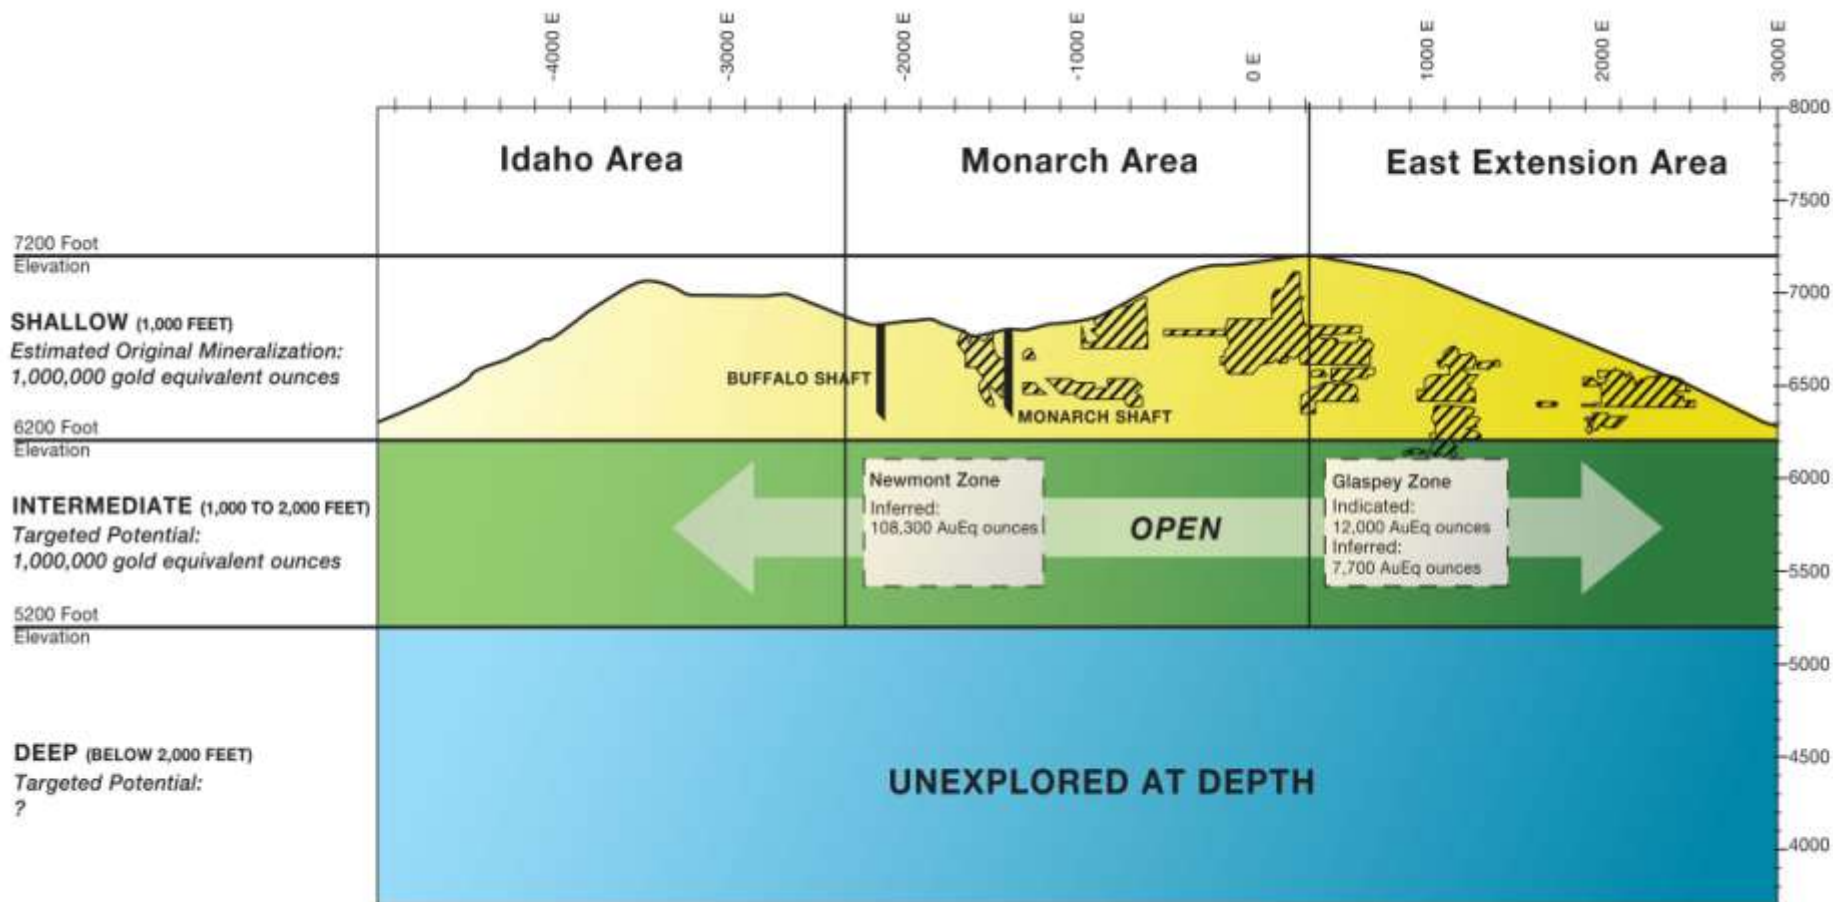 -4000 E
-3000 E
-2000 E
-1000 E
0 E
1000 E
2000 E
3000 E
8000
Idaho Area
Monarch Area
East Extension Area
7500
7200 Foot
Elevation
7000
SHALLOW (1,000 FEET)
Estimated Original Mineralization:
1,000,000 gold equivalent ounces
BUFFALO SHAFT
MONARCH SHAFT
6500
6200 Foot
Elevation
6000
INTERMEDIATE (1,000 TO 2,000 FEET)
Targeted Potential:
1,000,000 gold equivalent ounces
Newmont Zone
Inferred:
108,300 AuEq ounces
OPEN
Glaspey Zone
Indicated:
12,000 AuEq ounces
Inferred:
7,700 AuEq ounces
5500
5200 Foot
Elevation
5000
DEEP (BELOW 2,000 FEET)
Targeted Potential:
?
UNEXPLORED AT DEPTH
4500
4000